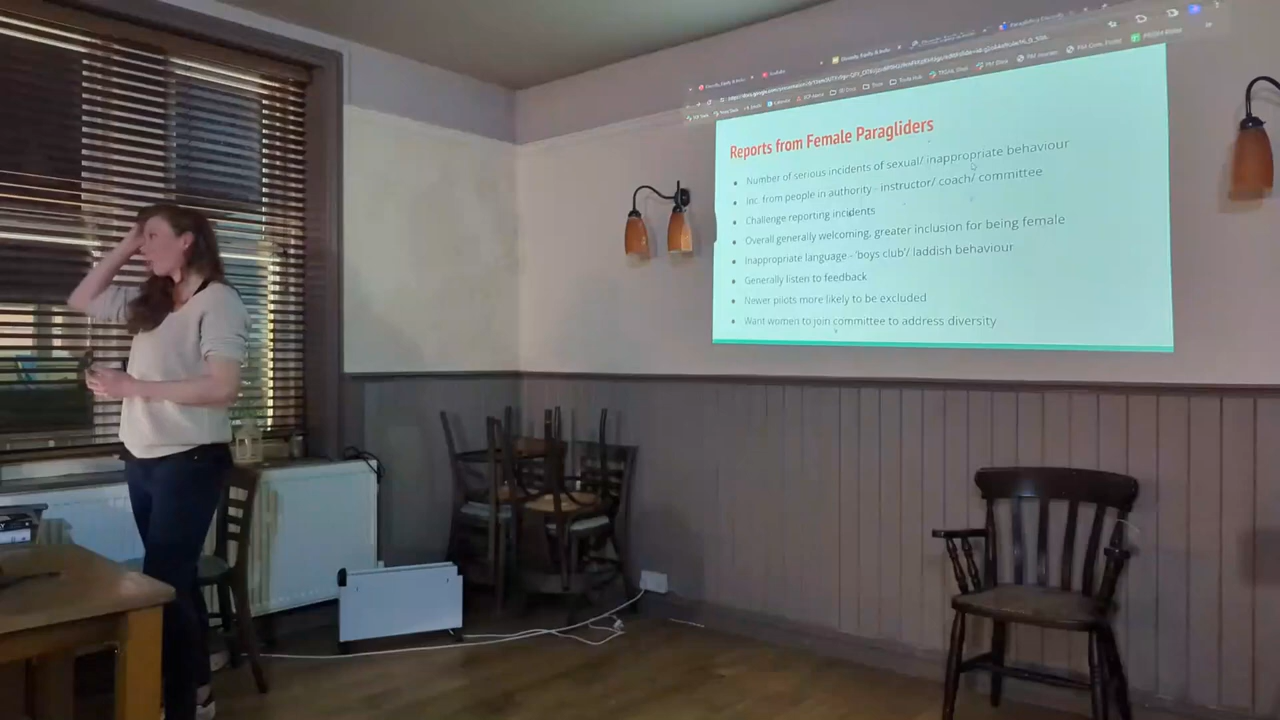 Reports from Female Paragliders
Number of serious incidents of sexual/ inappropriate behaviour
Inc. from people in authority - instructor/ coach/ committee
Challenge reporting incidents
Overall generally welcoming, greater inclusion for being female
Inappropriate language - 'boys club'/ laddish behaviour
Generally listen to feedback
Newer pilots more likely to be excluded
Want women to join committee to address diversity